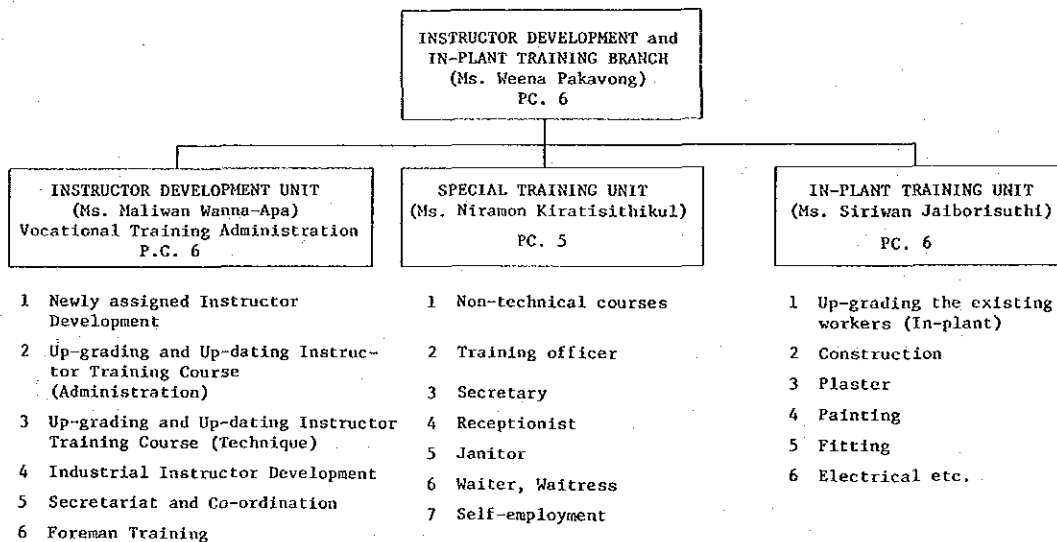 INSTRUCTOR DEVELOPMENT and
IN-PLANT TRAINING BRANCH
(Ms. Weena Pakavong)
PC. 6
INSTRUCTOR DEVELOPMENT UNIT
(Ms. Maliwan Wanna-Apa)
Vocational Training Administration
P.C. 6
1 Newly assigned Instructor
Development
2 Up-grading and Up-dating Instruc-
tor Training Course
(Administration)
3 Up-grading and Up-dating Instructor
Training Course (Technique)
4 Industrial Instructor Development
5 Secretariat and Co-ordination
6 Foreman Training
SPECIAL TRAINING UNIT
(Ms. Niramon Kiratisithikul)
PC. 5
1 Non-technical courses
2 Training officer
3 Secretary
4 Receptionist
5 Janitor
6 Waiter, Waitress
7 Self-employment
IN-PLANT TRAINING UNIT
(Ms. Siriwan Jaiborisuthi)
PC. 6
1 Up-grading the existing
workers (In-plant)
2 Construction
3 Plaster
4 Painting
5 Fitting
6 Electrical etc.